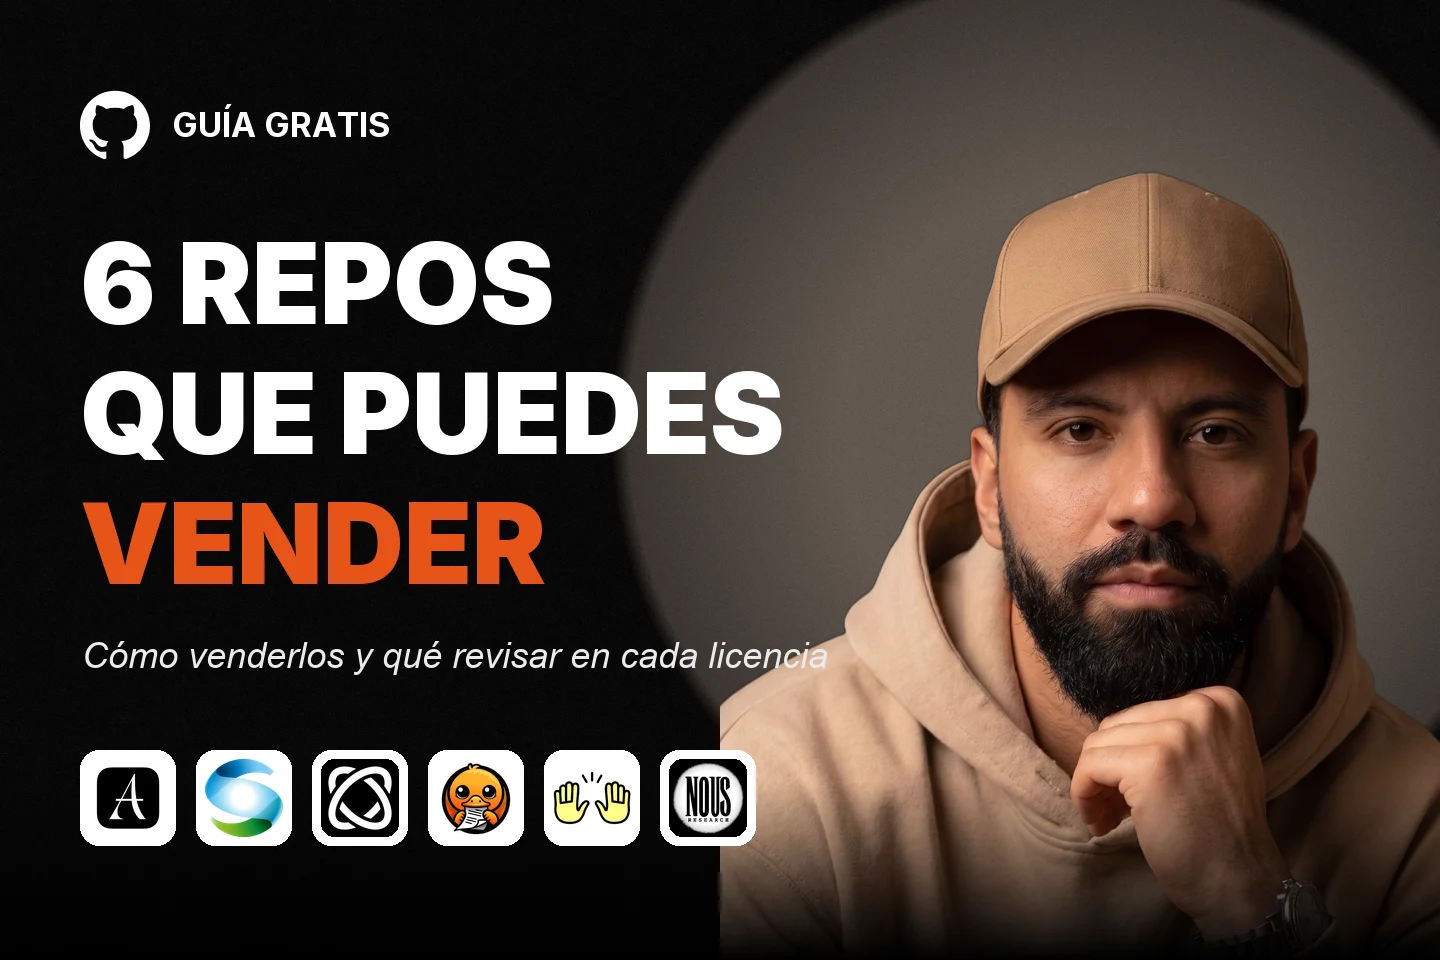 GUÍA GRATIS
6 REPOS
QUE PUEDES
VENDER
Cómo venderlos y qué revisar en cada licencia
A
NOUS
RESEARCH